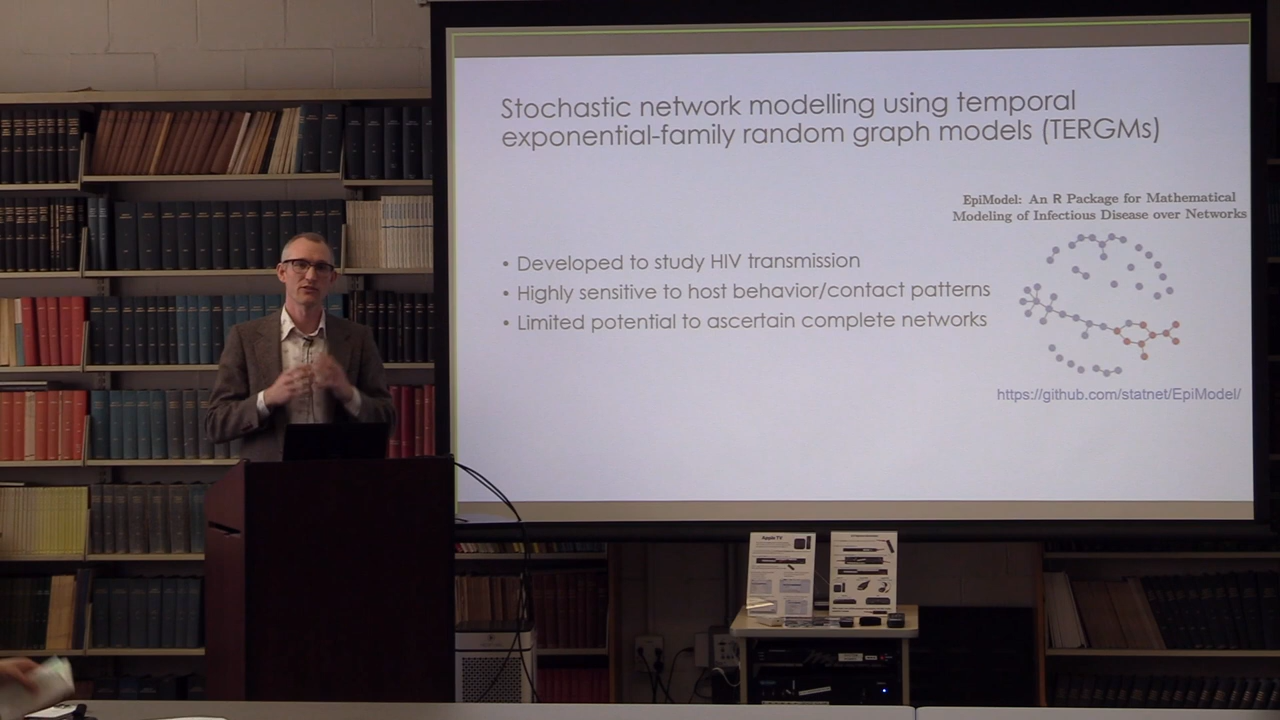 Stochastic network modelling using temporal
exponential-family random graph models (TERGMs)
EpiModel: An R Package for Mathematical
Modeling of Infectious Disease over Networks
• Developed to study HIV transmission
• Highly sensitive to host behavior/contact patterns
• Limited potential to ascertain complete networks
https://github.com/statnet/EpiModel/
Apple TV